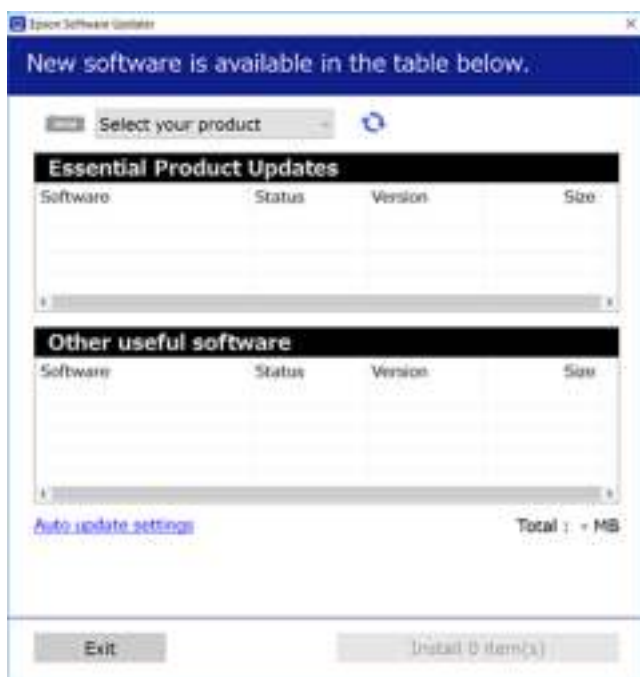 Epson Software Updater
New software is available in the table below.
Select your product
Essential Product Updates
Software Status Version Size
Other useful software
Software Status Version Size
Auto update settings Total : - MB
Exit Install 0 item(s)